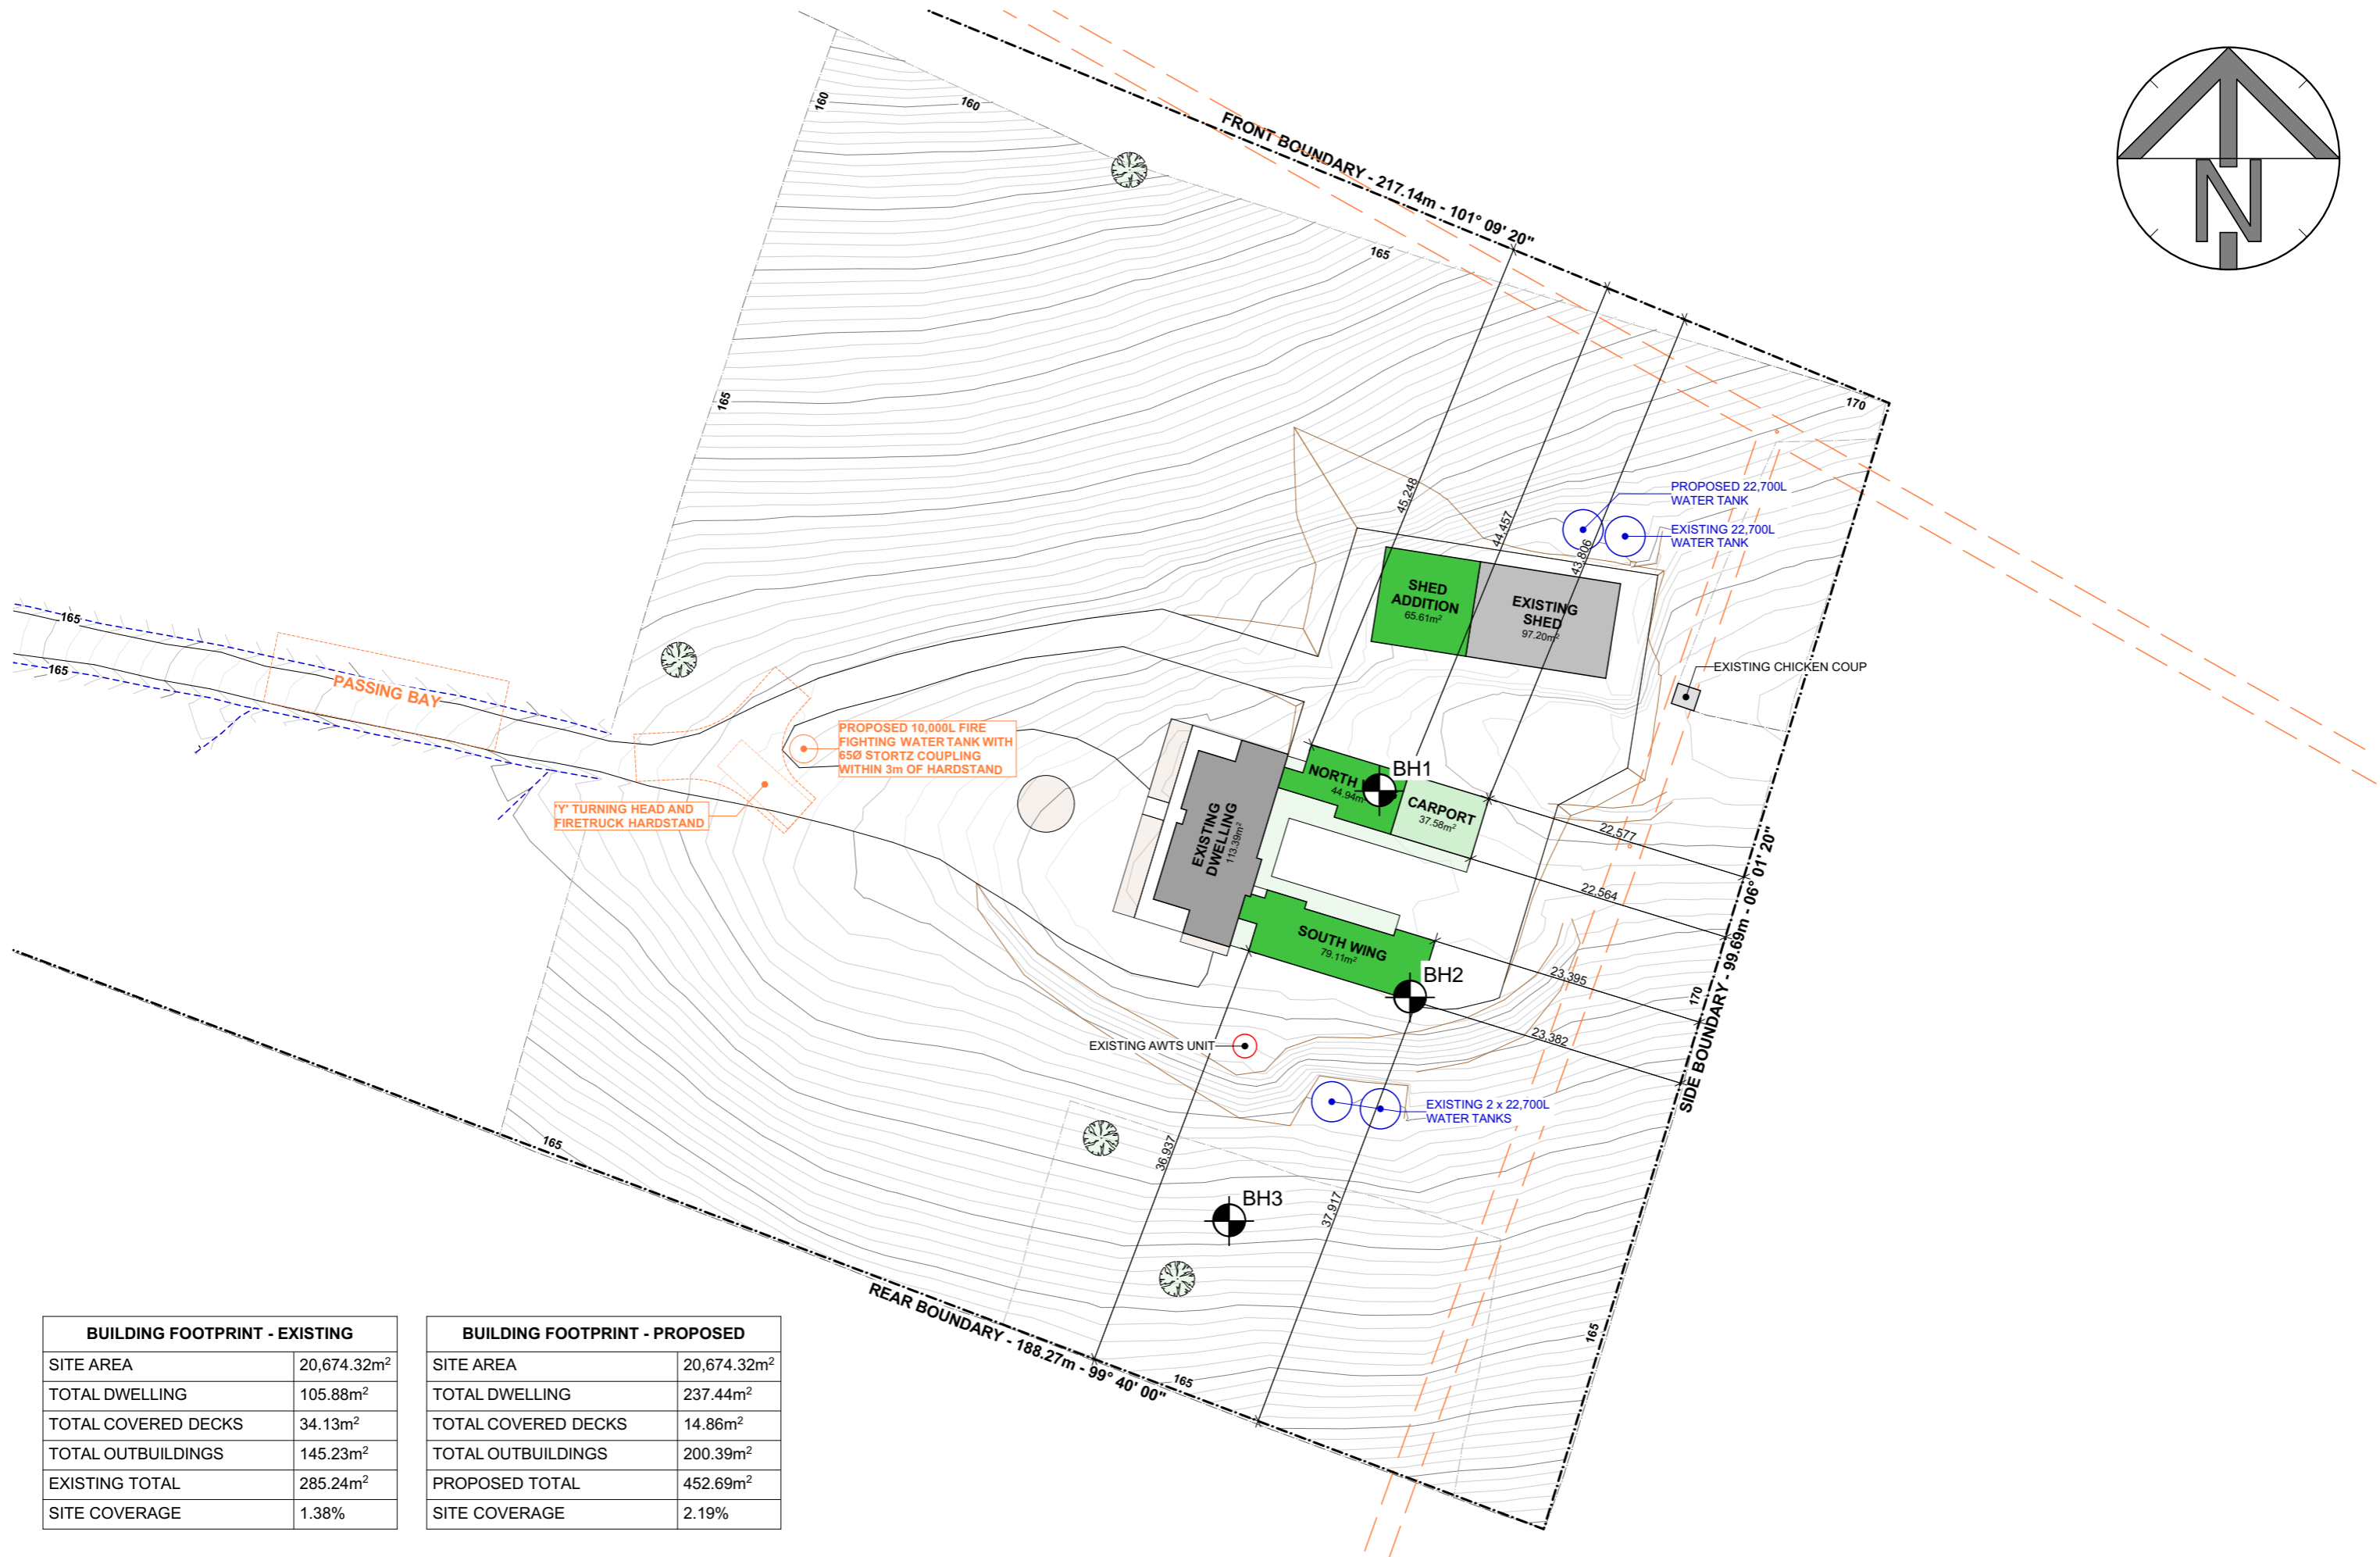 160
160
FRONT BOUNDARY - 217.14m - 101° 09' 20"
N
165
165
170
45,248
44,457
43,806
PROPOSED 22,700L
WATER TANK
EXISTING 22,700L
WATER TANK
SHED
ADDITION
65.61m²
EXISTING
SHED
97.20m²
165
165
PASSING BAY
EXISTING CHICKEN COUP
PROPOSED 10,000L FIRE
FIGHTING WATER TANK WITH
65Ø STORTZ COUPLING
WITHIN 3m OF HARDSTAND
'Y' TURNING HEAD AND
FIRETRUCK HARDSTAND
EXISTING
DWELLING
113.39m²
NORTH
44.94m
BH1
CARPORT
37.58m²
22,577
22,564
SIDE BOUNDARY - 99.69m - 06° 01' 20"
SOUTH WING
79.11m²
BH2
23,395
170
23,382
EXISTING AWTS UNIT
EXISTING 2 x 22,700L
WATER TANKS
165
36,937
37,917
BH3
165
REAR BOUNDARY - 188.27m - 99° 40' 00"
165
BUILDING FOOTPRINT - EXISTING
SITE AREA 20,674.32m²
TOTAL DWELLING 105.88m²
TOTAL COVERED DECKS 34.13m²
TOTAL OUTBUILDINGS 145.23m²
EXISTING TOTAL 285.24m²
SITE COVERAGE 1.38%
BUILDING FOOTPRINT - PROPOSED
SITE AREA 20,674.32m²
TOTAL DWELLING 237.44m²
TOTAL COVERED DECKS 14.86m²
TOTAL OUTBUILDINGS 200.39m²
PROPOSED TOTAL 452.69m²
SITE COVERAGE 2.19%